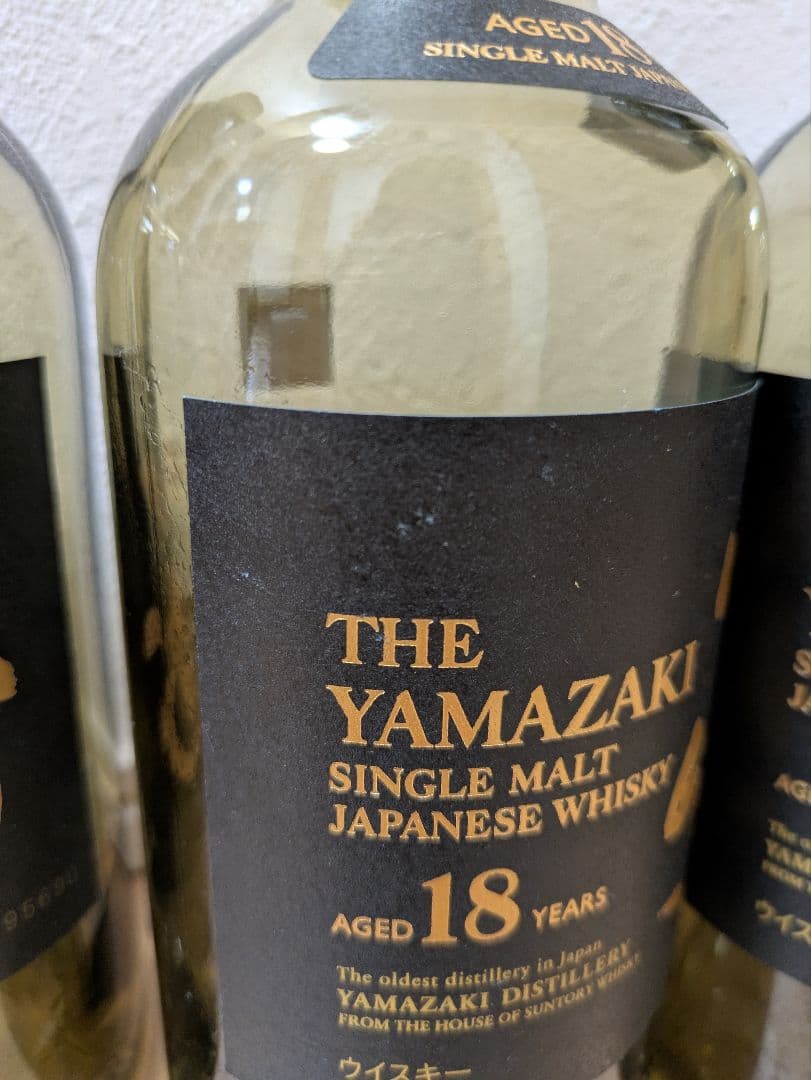 AGED 18
SINGLE MALT JAPAN
THE
YAMAZAKI
SINGLE MALT
JAPANESE WHISKY
AGED 18 YEARS
The oldest distillery in Japan
YAMAZAKI DISTILLERY
FROM THE HOUSE OF SUNTORY WHISKY
ウイスキー